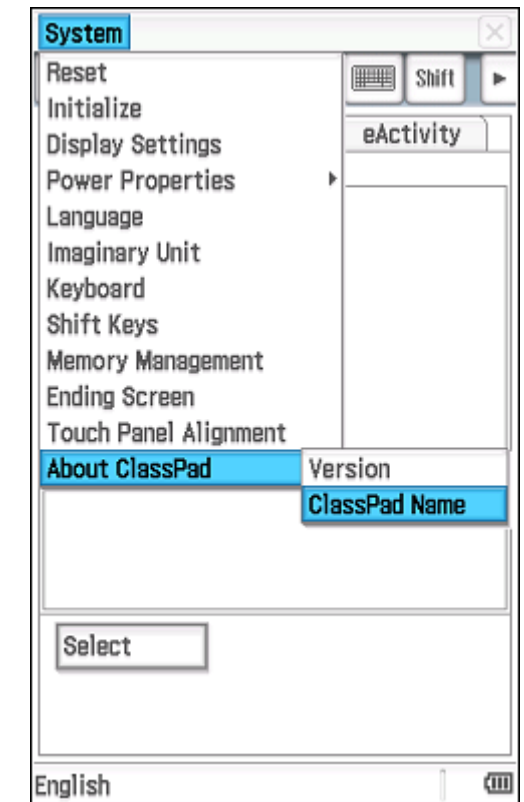 System
Reset
Shift
Initialize
Display Settings
eActivity
Power Properties
Language
Imaginary Unit
Keyboard
Shift Keys
Memory Management
Ending Screen
Touch Panel Alignment
About ClassPad
Version
ClassPad Name
Select
English